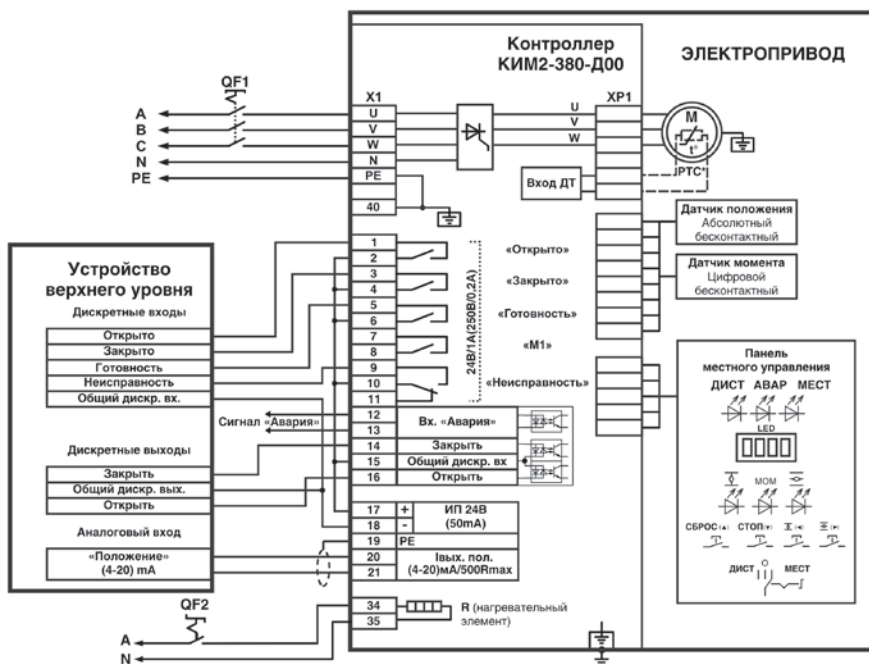 Контроллер
КИМ2-380-Д00
ЭЛЕКТРОПРИВОД
QF1
X1
XP1
A
B
C
N
PE
U
V
W
N
PE
40
U
V
W
M
t°
PTC*
Вход ДТ
Датчик положения
Абсолютный
бесконтактный
Датчик момента
Цифровой
бесконтактный
Устройство
верхнего уровня
Дискретные входы
Открыто
Закрыто
Готовность
Неисправность
Общий дискр. вх.
Сигнал «Авария»
Дискретные выходы
Закрыть
Общий дискр. вых.
Открыть
Аналоговый вход
«Положение»
(4-20) mA
1
2
3
4
5
6
7
8
9
10
11
24В/1А(250В/0,2А)
«Открыто»
«Закрыто»
«Готовность»
«М1»
«Неисправность»
12
13
Вх. «Авария»
14 Закрыть
15 Общий дискр. вх
16 Открыть
17 +
18 -
ИП 24В
(50mA)
19 PE
20
21
Iвых. пол.
(4-20)мА/500Rmax
QF2
A
N
34
35
R (нагревательный
элемент)
Панель
местного управления
ДИСТ АВАР МЕСТ
LED
МОМ
СБРОС (▲) СТОП (▼) (◀) (▶)
ДИСТ О МЕСТ